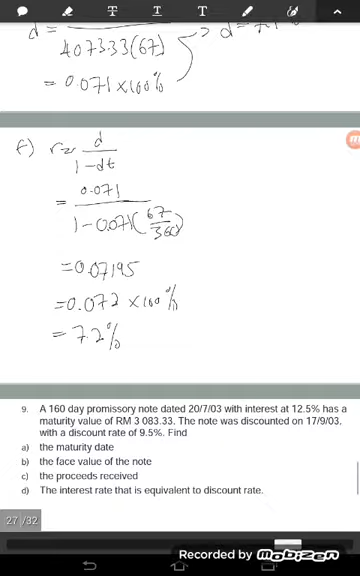 d =
4073.33(67)
= 0.071 × 100%
d = 7.1%
f) r = d
1 - dt
= 0.071
1 - 0.071(67
360)
= 0.07195
= 0.072 × 100%
= 7.2%
9. A 160 day promissory note dated 20/7/03 with interest at 12.5% has a
maturity value of RM 3 083.33. The note was discounted on 17/9/03.
with a discount rate of 9.5%. Find
a) the maturity date
b) the face value of the note
c) the proceeds received
d) The interest rate that is equivalent to discount rate.
27 /32
Recorded by mobizen